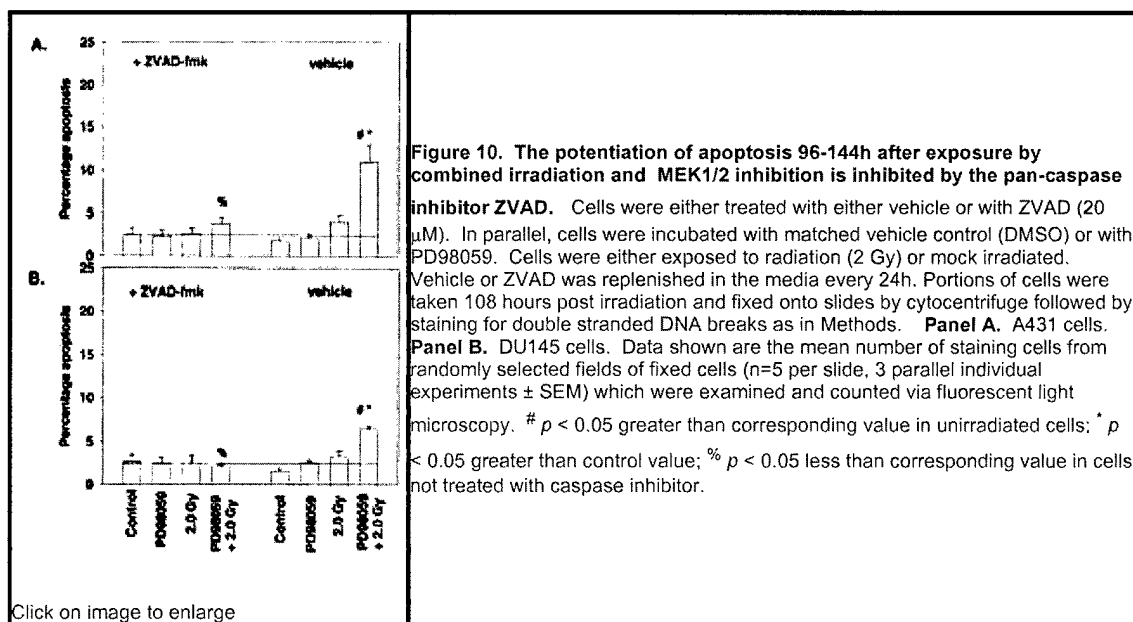 A.
25
20
15
10
5
0
Percentage apoptosis
+ ZVAD-fmk
vehicle
%
# *
B.
25
20
15
10
5
0
Percentage apoptosis
+ ZVAD-fmk
vehicle
%
# *
Control
PD98059
2.0 Gy
PD98059
+ 2.0 Gy
Control
PD98059
2.0 Gy
PD98059
+ 2.0 Gy
Click on image to enlarge
Figure 10. The potentiation of apoptosis 96-144h after exposure by
combined irradiation and MEK1/2 inhibition is inhibited by the pan-caspase
inhibitor ZVAD. Cells were either treated with either vehicle or with ZVAD (20
µM). In parallel, cells were incubated with matched vehicle control (DMSO) or with
PD98059. Cells were either exposed to radiation (2 Gy) or mock irradiated.
Vehicle or ZVAD was replenished in the media every 24h. Portions of cells were
taken 108 hours post irradiation and fixed onto slides by cytocentrifuge followed by
staining for double stranded DNA breaks as in Methods. Panel A. A431 cells.
Panel B. DU145 cells. Data shown are the mean number of staining cells from
randomly selected fields of fixed cells (n=5 per slide, 3 parallel individual
experiments ± SEM) which were examined and counted via fluorescent light
microscopy. # p < 0.05 greater than corresponding value in unirradiated cells; * p
< 0.05 greater than control value; % p < 0.05 less than corresponding value in cells
not treated with caspase inhibitor.